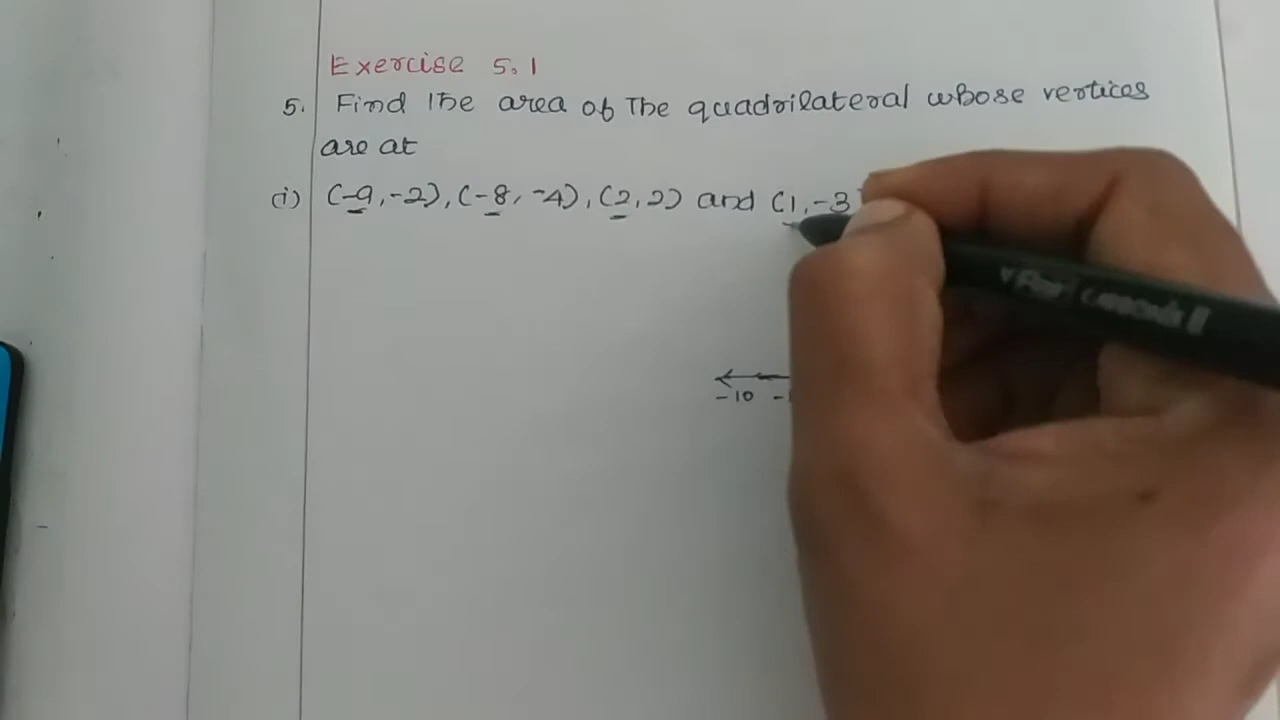 Exercise 5.1
5. Find the area of the quadrilateral whose vertices
are at
(i) (-9, -2), (-8, -4), (2, 2) and (1, -3)
-10